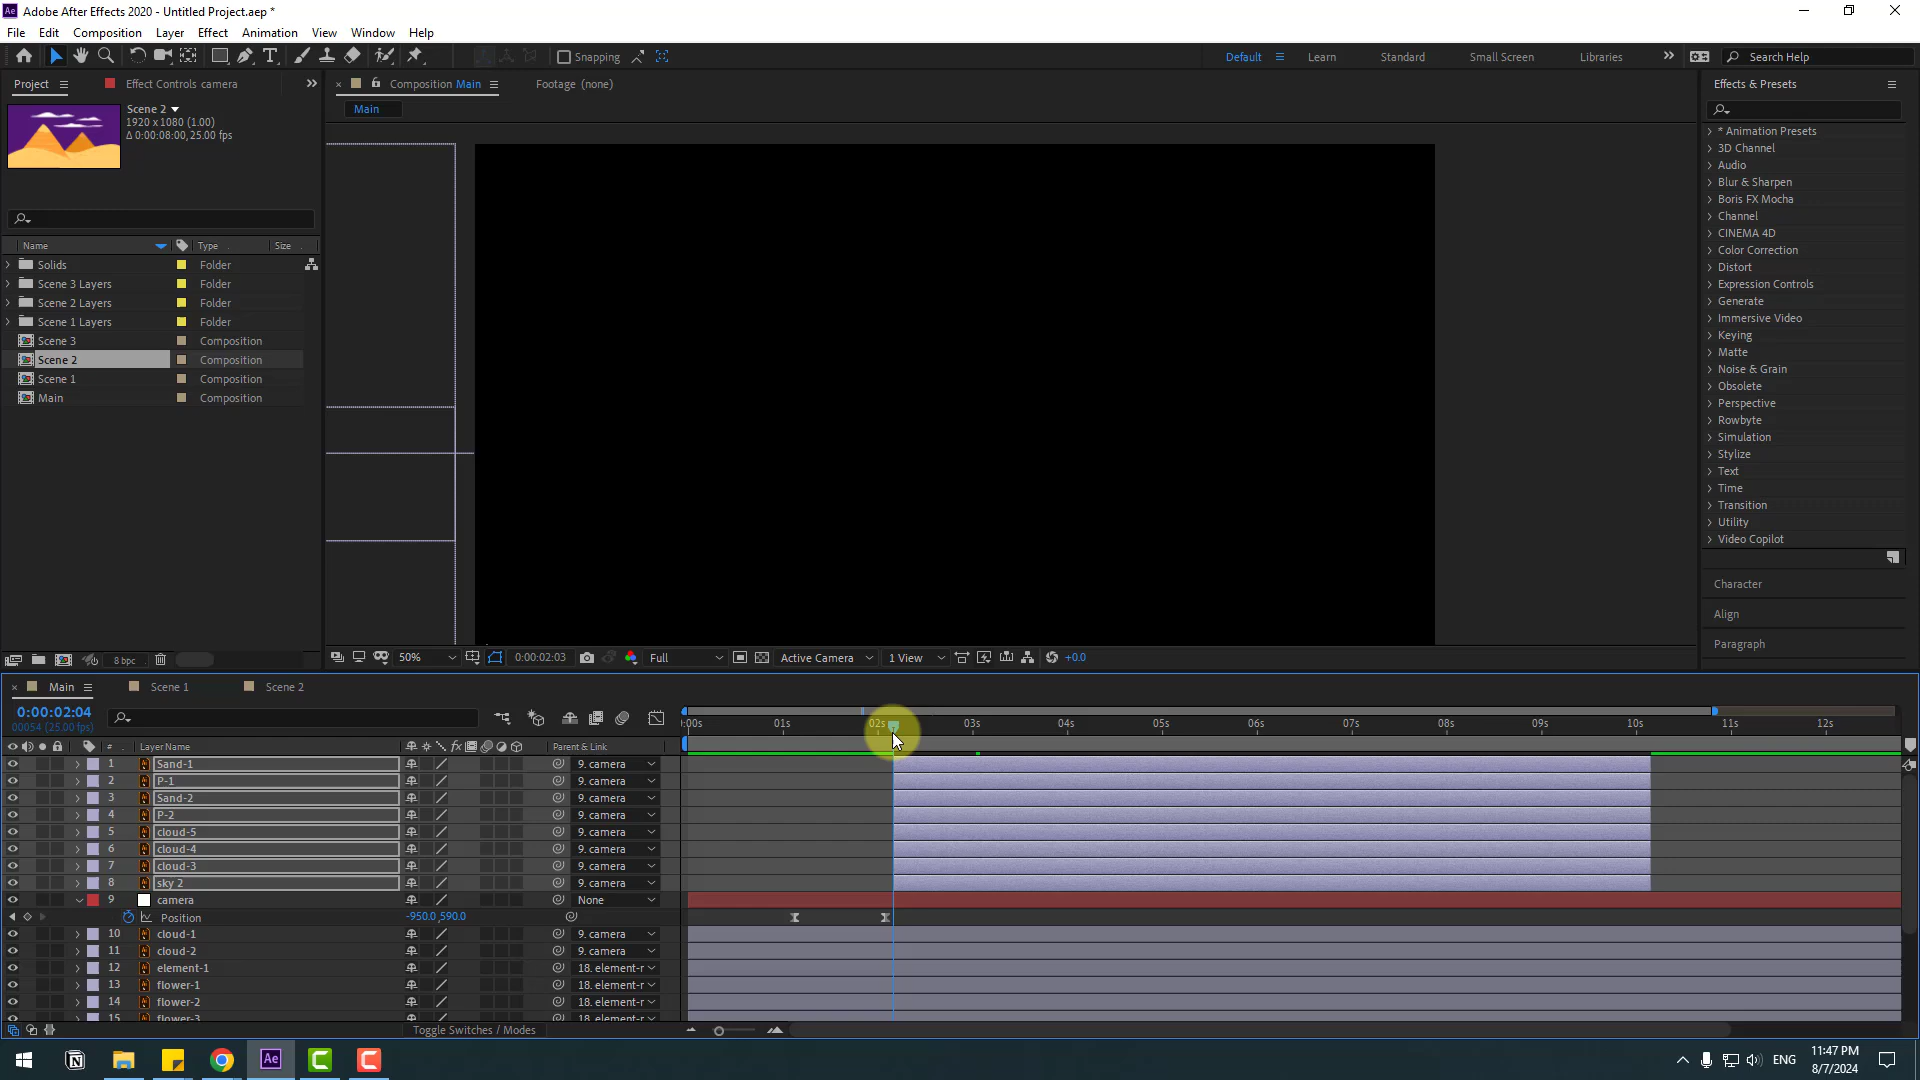 Adobe After Effects 2020 - Untitled Project.aep *
File Edit Composition Layer Effect Animation View Window Help
Snapping
Default Learn Standard Small Screen Libraries
Search Help
Project
Effect Controls camera
Composition Main
Footage (none)
Main
Scene 2
1920 x 1080 (1.00)
Δ 0:00:08:00, 25.00 fps
Name Type Size
Solids Folder
Scene 3 Layers Folder
Scene 2 Layers Folder
Scene 1 Layers Folder
Scene 3 Composition
Scene 2 Composition
Scene 1 Composition
Main Composition
8 bpc
50% 0:00:02:03 Full Active Camera 1 View +0.0
Effects & Presets
* Animation Presets
3D Channel
Audio
Blur & Sharpen
Boris FX Mocha
Channel
CINEMA 4D
Color Correction
Distort
Expression Controls
Generate
Immersive Video
Keying
Matte
Noise & Grain
Obsolete
Perspective
Rowbyte
Simulation
Stylize
Text
Time
Transition
Utility
Video Copilot
Character
Align
Paragraph
Main Scene 1 Scene 2
0:00:02:04
00054 (25.00 fps)
:00s 01s 02s 03s 04s 05s 06s 07s 08s 09s 10s 11s 12s
# Layer Name Parent & Link
1 Sand-1 9. camera
2 P-1 9. camera
3 Sand-2 9. camera
4 P-2 9. camera
5 cloud-5 9. camera
6 cloud-4 9. camera
7 cloud-3 9. camera
8 sky 2 9. camera
9 camera None
Position -950.0,590.0
10 cloud-1 9. camera
11 cloud-2 9. camera
12 element-1 18. element-r
13 flower-1 18. element-r
14 flower-2 18. element-r
15 flower-3 18. element-r
Toggle Switches / Modes
ENG
11:47 PM
8/7/2024